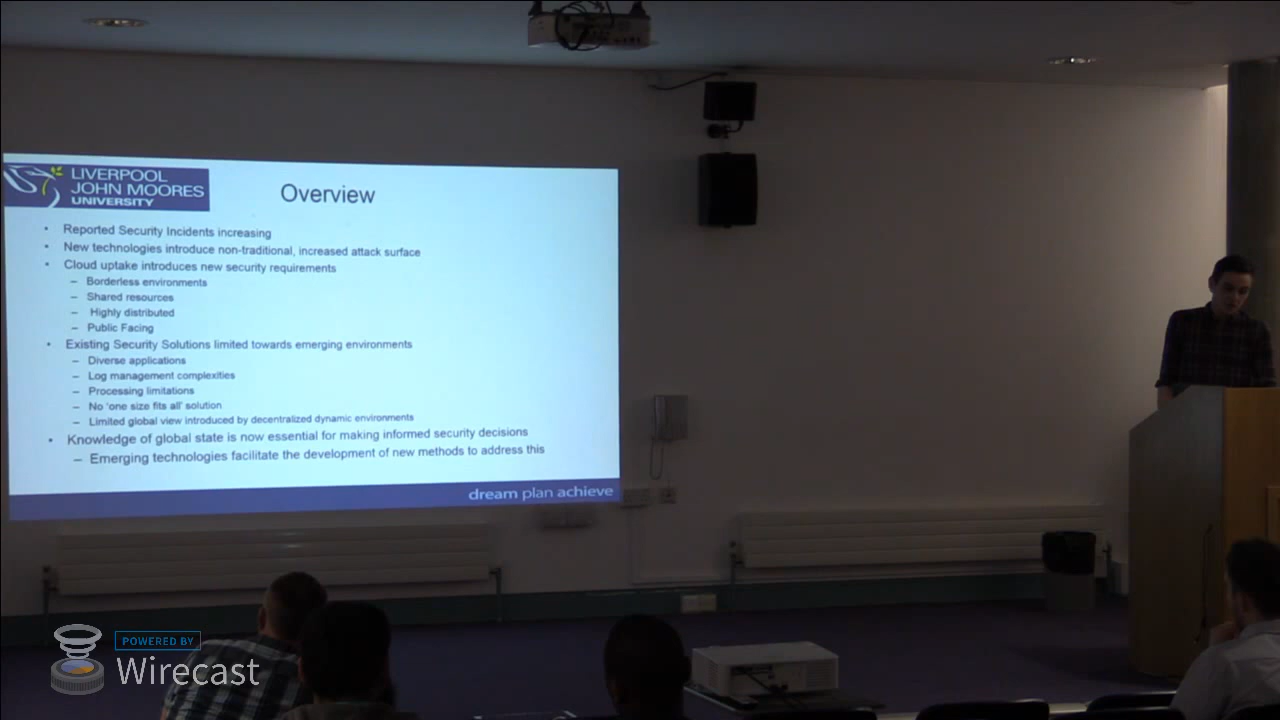 LIVERPOOL
JOHN MOORES
UNIVERSITY
Overview
• Reported Security Incidents increasing
• New technologies introduce non-traditional, increased attack surface
• Cloud uptake introduces new security requirements
– Borderless environments
– Shared resources
– Highly distributed
– Public Facing
• Existing Security Solutions limited towards emerging environments
– Diverse applications
– Log management complexities
– Processing limitations
– No 'one size fits all' solution
– Limited global view introduced by decentralized dynamic environments
• Knowledge of global state is now essential for making informed security decisions
– Emerging technologies facilitate the development of new methods to address this
dream plan achieve
POWERED BY
Wirecast